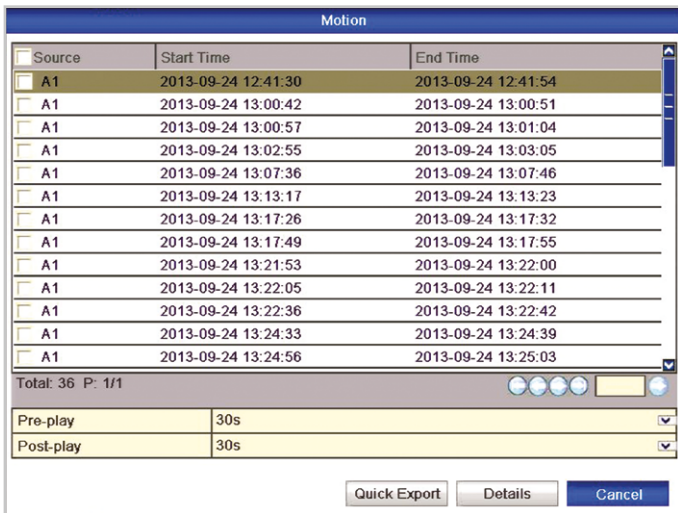 Motion
Source Start Time End Time
A1 2013-09-24 12:41:30 2013-09-24 12:41:54
A1 2013-09-24 13:00:42 2013-09-24 13:00:51
A1 2013-09-24 13:00:57 2013-09-24 13:01:04
A1 2013-09-24 13:02:55 2013-09-24 13:03:05
A1 2013-09-24 13:07:36 2013-09-24 13:07:46
A1 2013-09-24 13:13:17 2013-09-24 13:13:23
A1 2013-09-24 13:17:26 2013-09-24 13:17:32
A1 2013-09-24 13:17:49 2013-09-24 13:17:55
A1 2013-09-24 13:21:53 2013-09-24 13:22:00
A1 2013-09-24 13:22:05 2013-09-24 13:22:11
A1 2013-09-24 13:22:36 2013-09-24 13:22:42
A1 2013-09-24 13:24:33 2013-09-24 13:24:39
A1 2013-09-24 13:24:56 2013-09-24 13:25:03
Total: 36 P: 1/1
Pre-play 30s
Post-play 30s
Quick Export Details Cancel